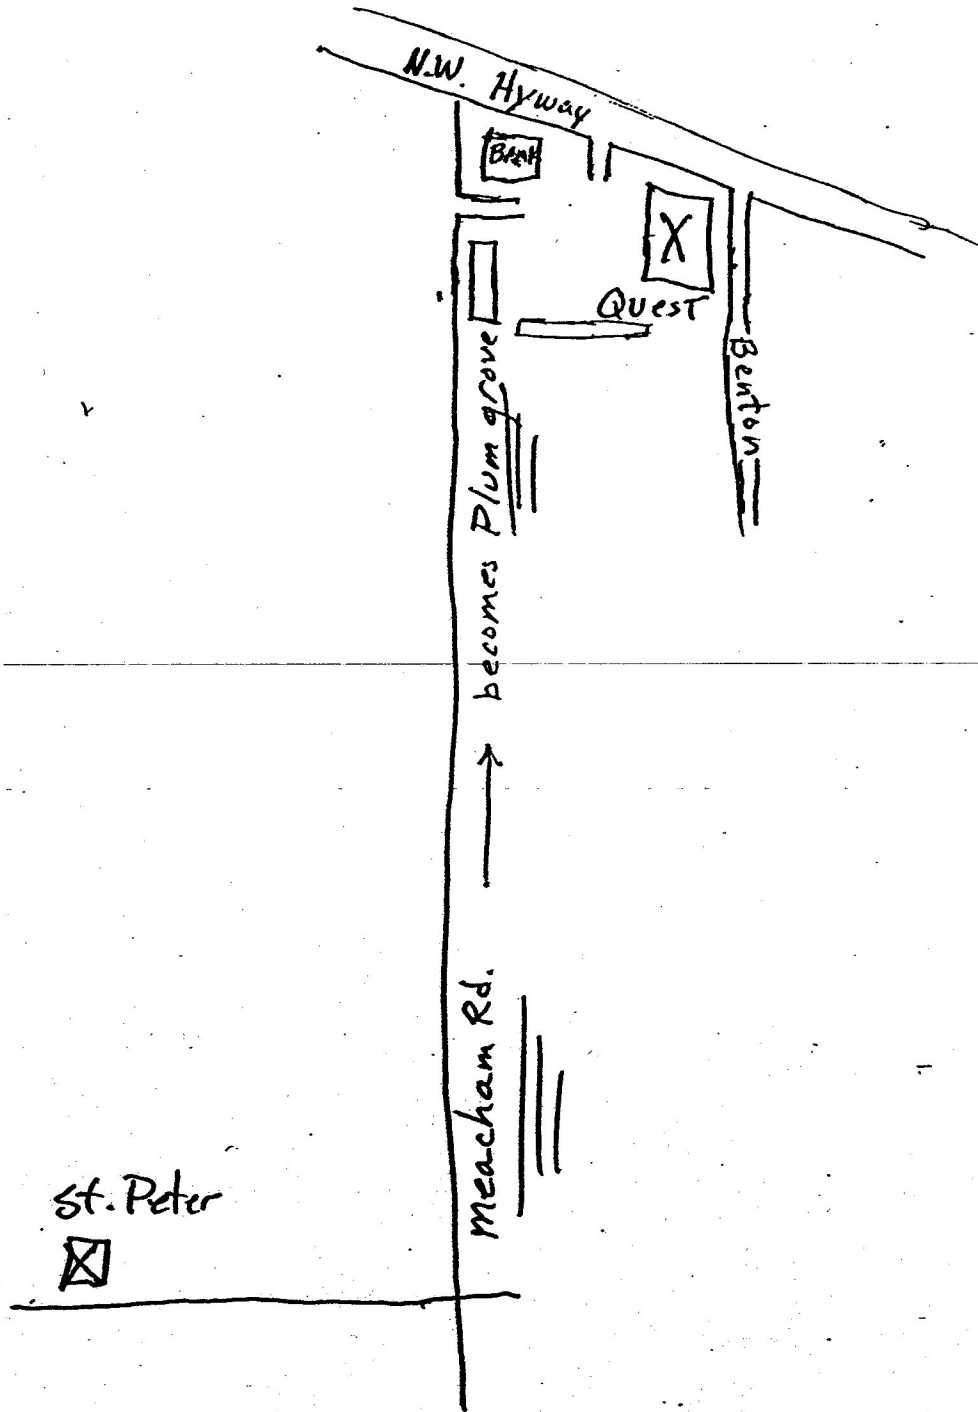 N.W. Hyway
BANK
X
Quest
Benton
becomes Plum grove
Meacham Rd.
St. Peter